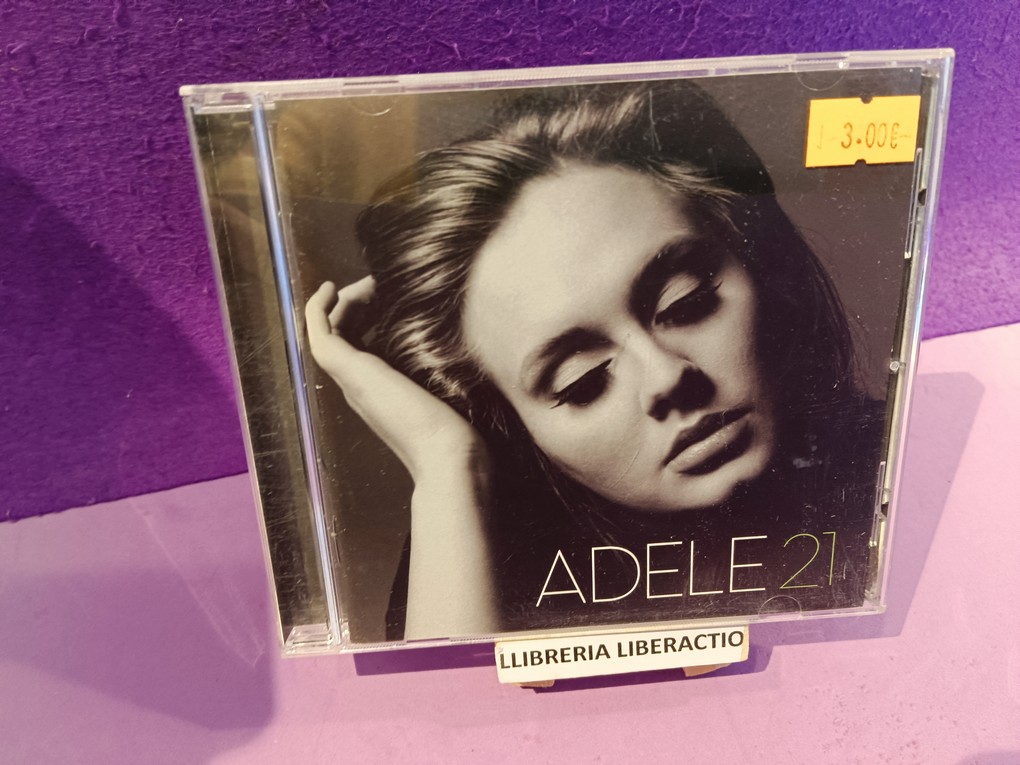 3.00€
ADELE 21
LLIBRERIA LIBERACTIO